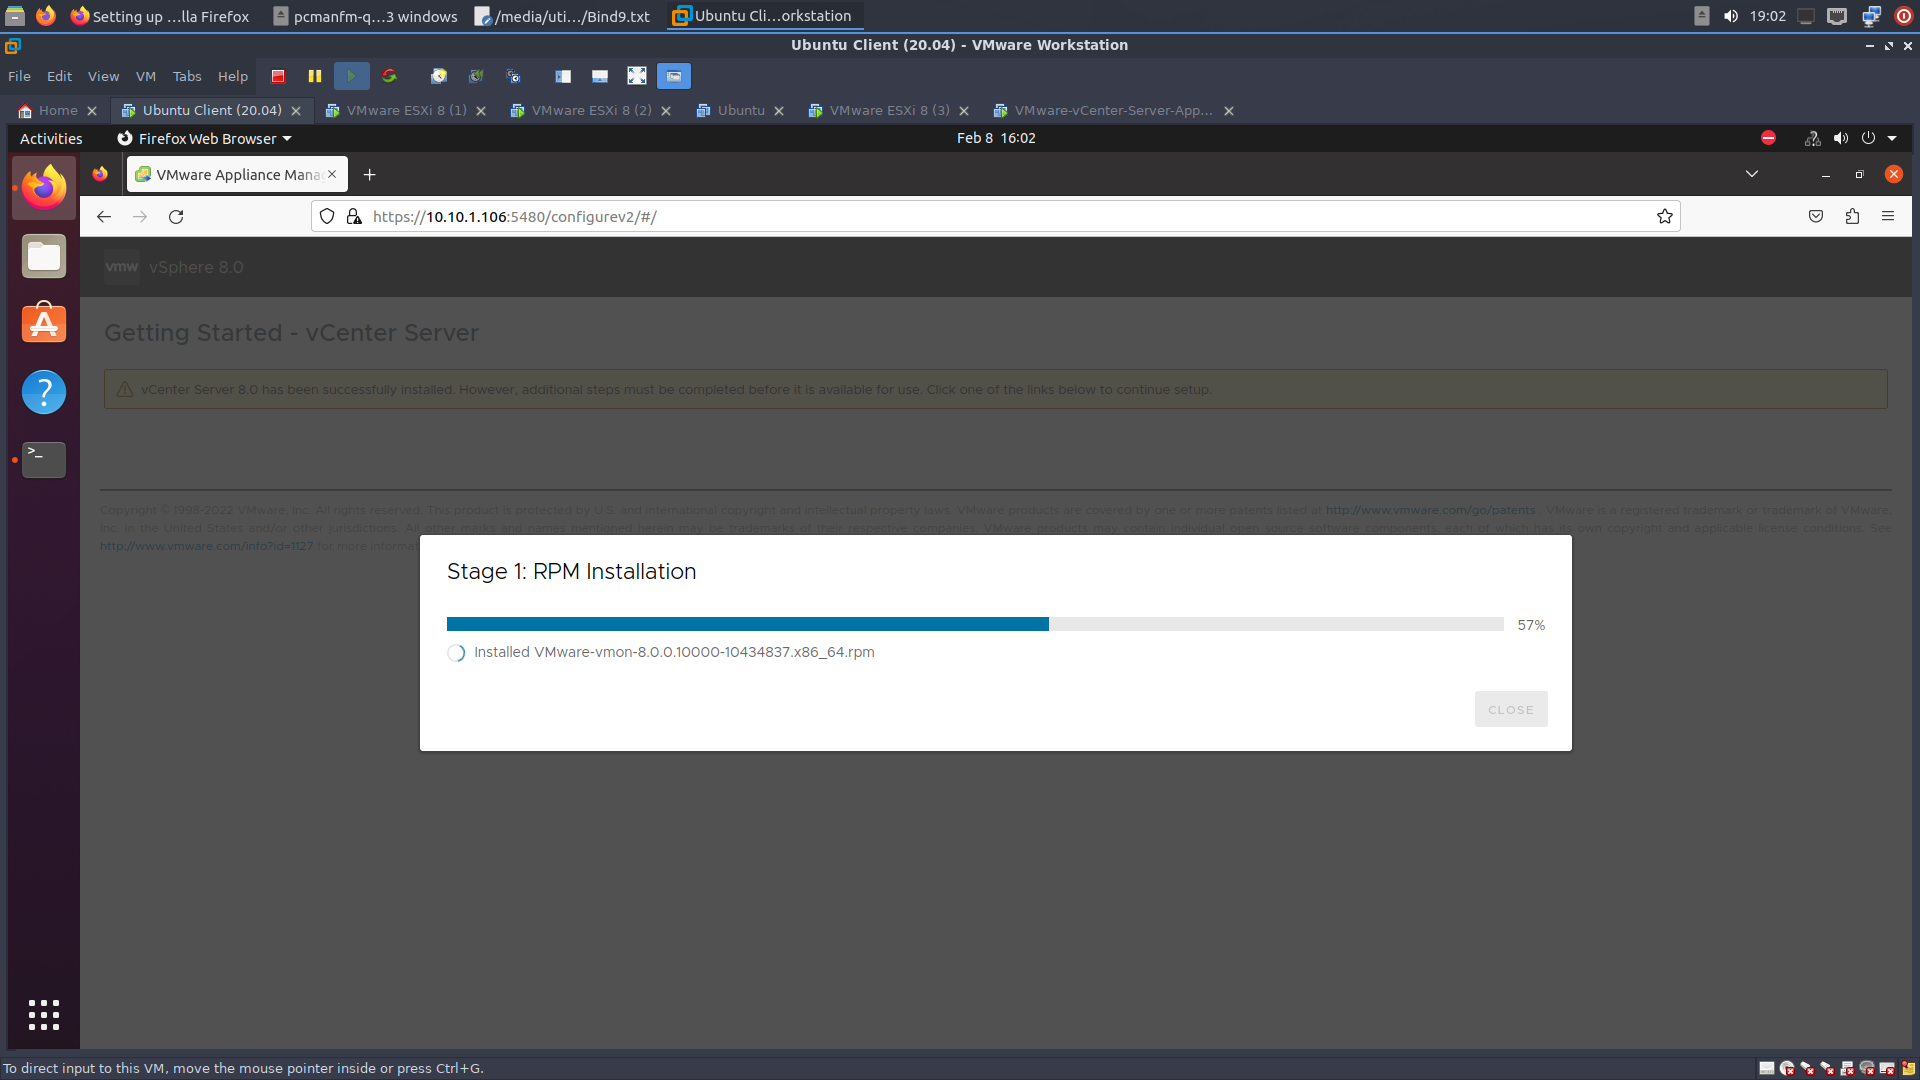 Setting up ...lla Firefox
pcmanfm-q...3 windows
/media/uti.../Bind9.txt
Ubuntu Cli...orkstation
19:02
Ubuntu Client (20.04) - VMware Workstation
File Edit View VM Tabs Help
Home
Ubuntu Client (20.04)
VMware ESXi 8 (1)
VMware ESXi 8 (2)
Ubuntu
VMware ESXi 8 (3)
VMware-vCenter-Server-App...
Activities
Firefox Web Browser
Feb 8 16:02
VMware Appliance Mana
https://10.10.1.106:5480/configurev2/#/
vmw vSphere 8.0
Getting Started - vCenter Server
vCenter Server 8.0 has been successfully installed. However, additional steps must be completed before it is available for use. Click one of the links below to continue setup.
Copyright © 1998-2022 VMware, Inc. All rights reserved. This product is protected by U.S. and international copyright and intellectual property laws. VMware products are covered by one or more patents listed at http://www.vmware.com/go/patents. VMware is a registered trademark or trademark of VMware,
Inc. in the United States and/or other jurisdictions. All other marks and names mentioned herein may be trademarks of their respective companies. VMware products may contain individual open source software components, each of which has its own copyright and applicable license conditions. See
http://www.vmware.com/info?id=1127 for more informat
Stage 1: RPM Installation
57%
Installed VMware-vmon-8.0.0.10000-10434837.x86_64.rpm
CLOSE
To direct input to this VM, move the mouse pointer inside or press Ctrl+G.